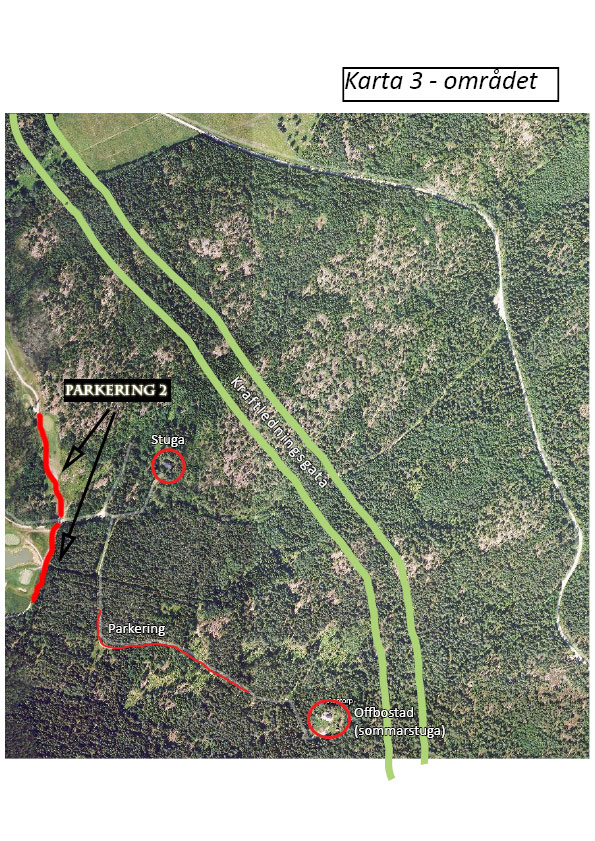 Karta 3 - området
PARKERING 2
Kraftledningsgata
Stuga
Parkering
Offbostad
(sommarstuga)